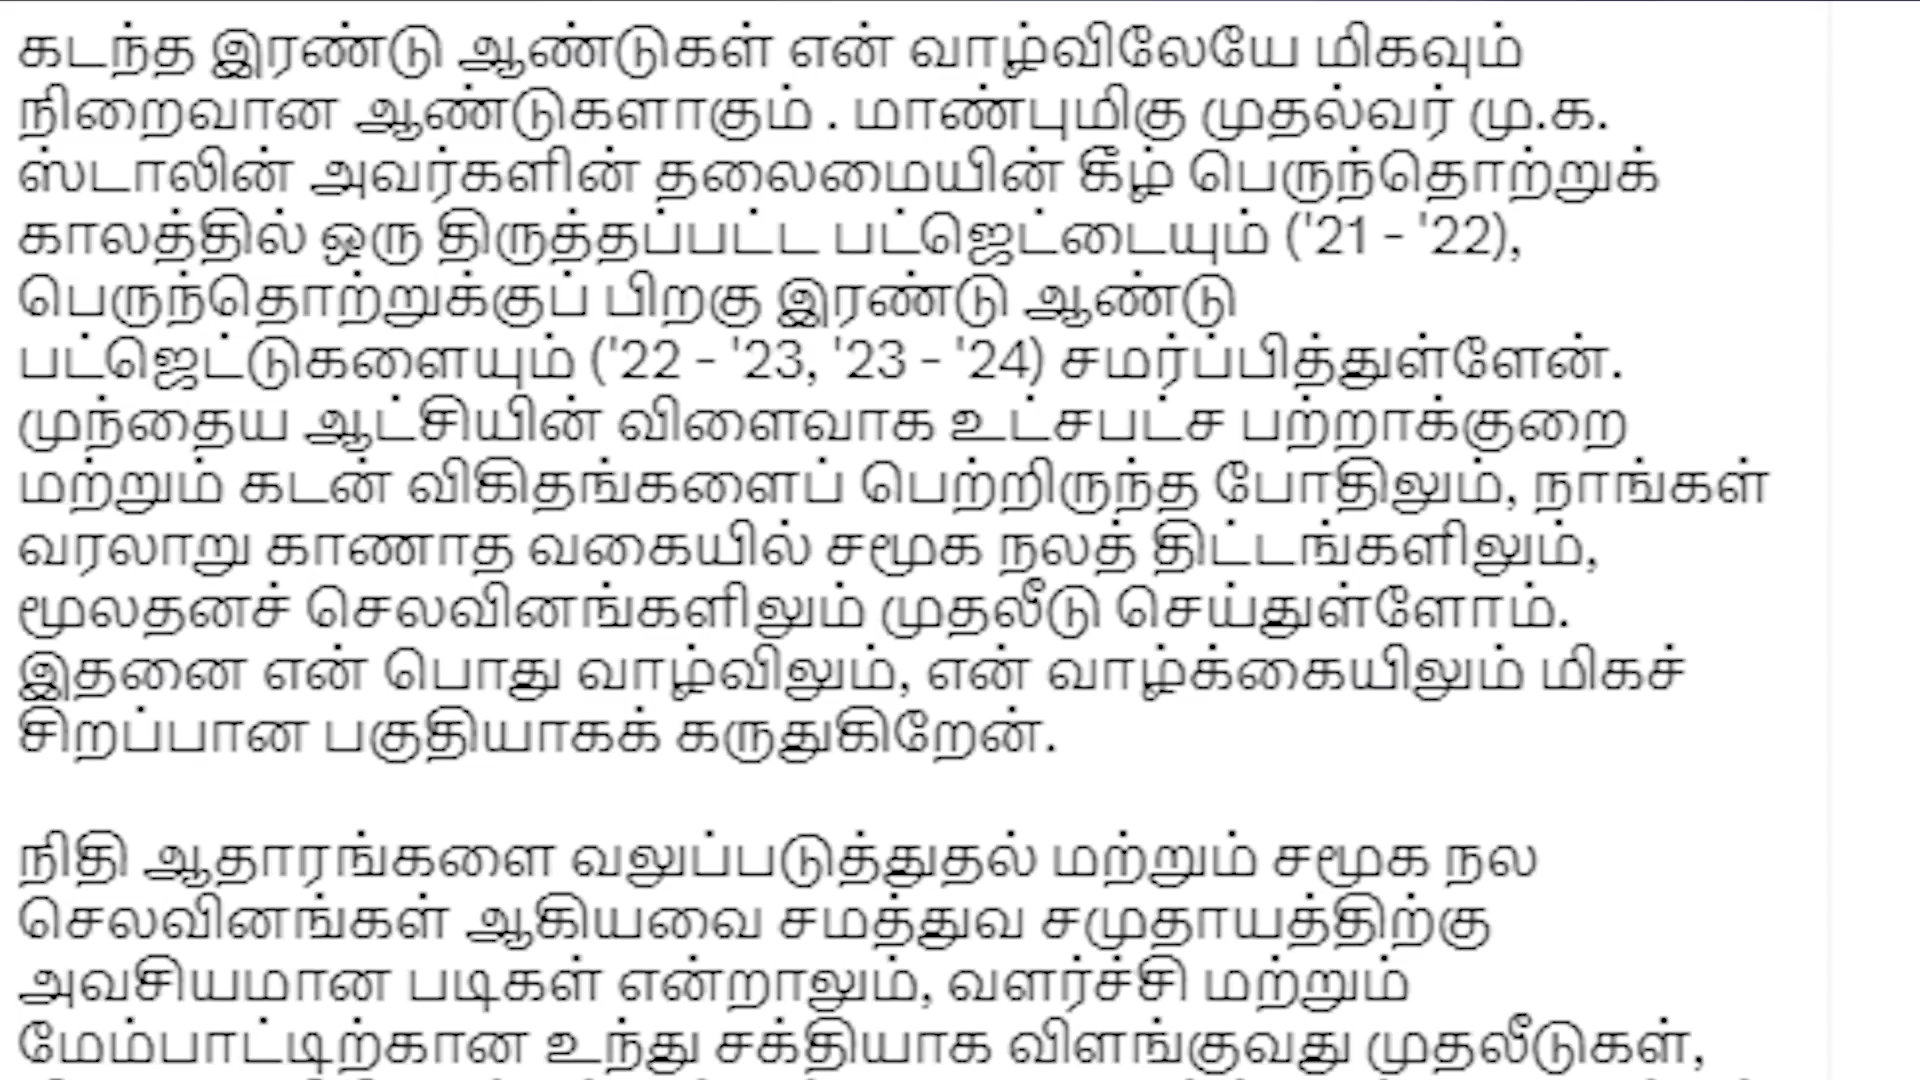 கடந்த இரண்டு ஆண்டுகள் என் வாழ்விலேயே மிகவும்
நிறைவான ஆண்டுகளாகும் . மாண்புமிகு முதல்வர் மு.க.
ஸ்டாலின் அவர்களின் தலைமையின் கீழ் பெருந்தொற்றுக்
காலத்தில் ஒரு திருத்தப்பட்ட பட்ஜெட்டையும் ('21 - '22),
பெருந்தொற்றுக்குப் பிறகு இரண்டு ஆண்டு
பட்ஜெட்டுகளையும் ('22 - '23, '23 - '24) சமர்ப்பித்துள்ளேன்.
முந்தைய ஆட்சியின் விளைவாக உட்சபட்ச பற்றாக்குறை
மற்றும் கடன் விகிதங்களைப் பெற்றிருந்த போதிலும், நாங்கள்
வரலாறு காணாத வகையில் சமூக நலத் திட்டங்களிலும்,
மூலதனச் செலவினங்களிலும் முதலீடு செய்துள்ளோம்.
இதனை என் பொது வாழ்விலும், என் வாழ்க்கையிலும் மிகச்
சிறப்பான பகுதியாகக் கருதுகிறேன்.
நிதி ஆதாரங்களை வலுப்படுத்துதல் மற்றும் சமூக நல
செலவினங்கள் ஆகியவை சமத்துவ சமுதாயத்திற்கு
அவசியமான படிகள் என்றாலும், வளர்ச்சி மற்றும்
மேம்பாட்டிற்கான உந்து சக்தியாக விளங்குவது முதலீடுகள்,